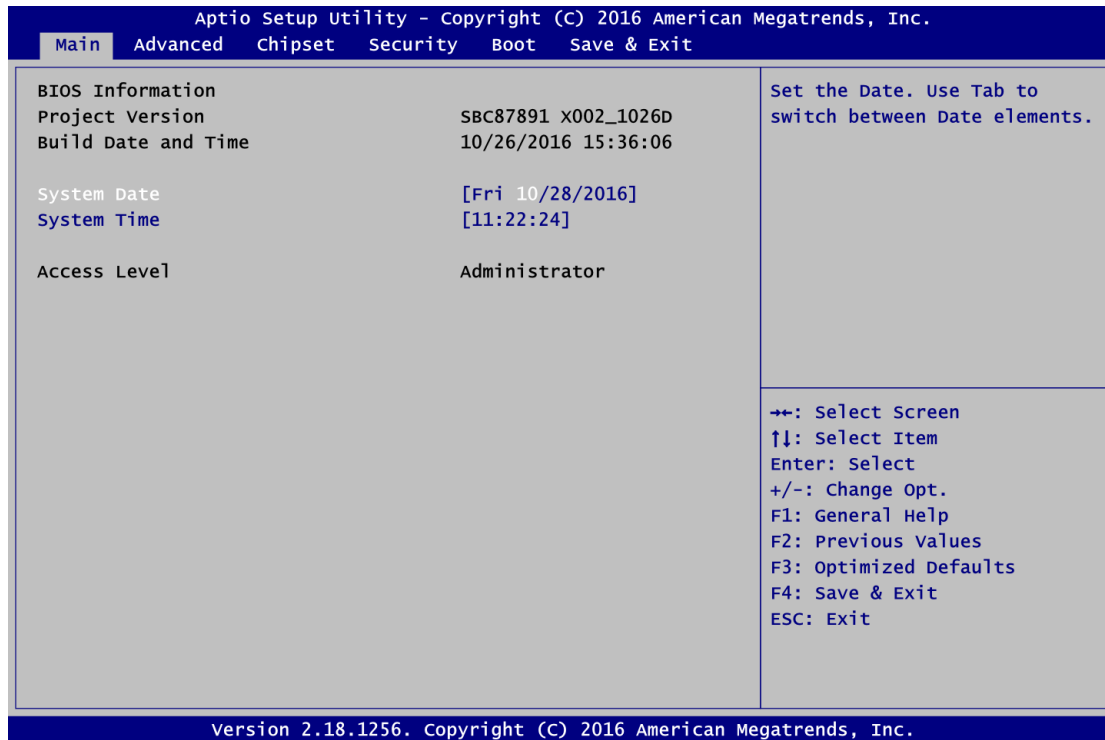 Aptio Setup Utility - Copyright (C) 2016 American Megatrends, Inc.
Main Advanced Chipset Security Boot Save & Exit
BIOS Information
Project Version SBC87891 X002_1026D
Build Date and Time 10/26/2016 15:36:06
System Date [Fri 10/28/2016]
System Time [11:22:24]
Access Level Administrator
Set the Date. Use Tab to
switch between Date elements.
→←: Select Screen
↑↓: Select Item
Enter: Select
+/-: Change Opt.
F1: General Help
F2: Previous Values
F3: Optimized Defaults
F4: Save & Exit
ESC: Exit
Version 2.18.1256. Copyright (C) 2016 American Megatrends, Inc.